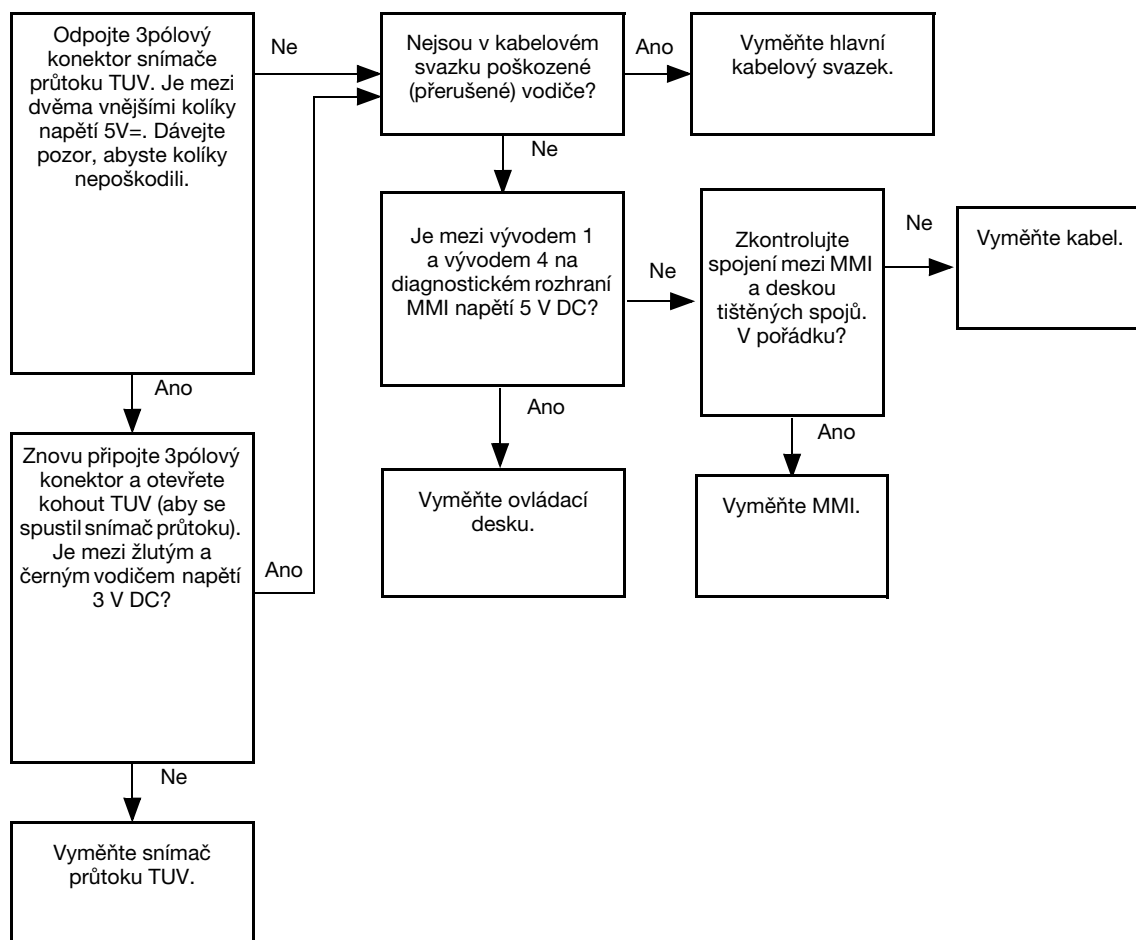 Odpojte 3pólový
konektor snímače
průtoku TUV. Je mezi
dvěma vnějšími kolíky
napětí 5V=. Dávejte
pozor, abyste kolíky
nepoškodili.
Ne
Nejsou v kabelovém
svazku poškozené
(přerušené) vodiče?
Ano
Vyměňte hlavní
kabelový svazek.
Ne
Je mezi vývodem 1
a vývodem 4 na
diagnostickém rozhraní
MMI napětí 5 V DC?
Ne
Zkontrolujte
spojení mezi MMI
a deskou
tištěných spojů.
V pořádku?
Ne
Vyměňte kabel.
Ano
Znovu připojte 3pólový
konektor a otevřete
kohout TUV (aby se
spustil snímač průtoku).
Je mezi žlutým a
černým vodičem napětí
3 V DC?
Ano
Ano
Vyměňte ovládací
desku.
Ano
Vyměňte MMI.
Ne
Vyměňte snímač
průtoku TUV.